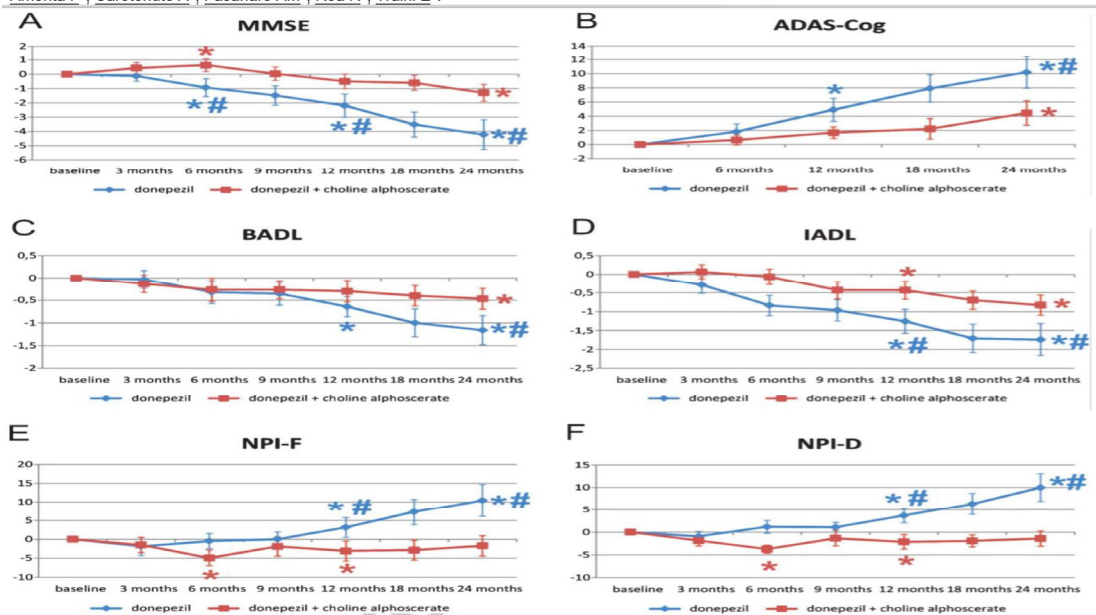 A
MMSE
2
1
0
-1
-2
-3
-4
-5
-6
* # * # * # * *
baseline 3 months 6 months 9 months 12 months 18 months 24 months
donepezil donepezil + choline alphoscerate
B
ADAS-Cog
14
12
10
8
6
4
2
0
-2
* *# *
baseline 6 months 12 months 18 months 24 months
donepezil donepezil + choline alphoscerate
C
BADL
0,5
0
-0,5
-1
-1,5
-2
* * *#
baseline 3 months 6 months 9 months 12 months 18 months 24 months
donepezil donepezil + choline alphoscerate
D
IADL
0,5
0
-0,5
-1
-1,5
-2
-2,5
* * *# *#
baseline 3 months 6 months 9 months 12 months 18 months 24 months
donepezil donepezil + choline alphoscerate
E
NPI-F
20
15
10
5
0
-5
-10
*# *# * *
baseline 3 months 6 months 9 months 12 months 18 months 24 months
donepezil donepezil + choline alphoscerate
F
NPI-D
15
10
5
0
-5
-10
*# *# * *
baseline 3 months 6 months 9 months 12 months 18 months 24 months
donepezil donepezil + choline alphoscerate